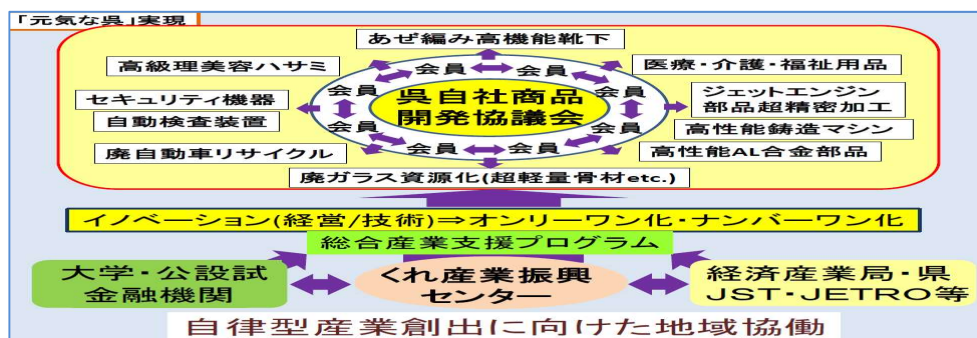 「元気な呉」実現
あぜ編み高機能靴下
高級理美容ハサミ
医療・介護・福祉用品
会員
会員
会員
会員
セキュリティ機器
自動検査装置
呉自社商品
開発協議会
ジェットエンジン
部品超精密加工
会員
会員
高性能鋳造マシン
廃自動車リサイクル
会員
会員
高性能AL合金部品
廃ガラス資源化(超軽量骨材etc.)
イノベーション(経営/技術)⇒オンリーワン化・ナンバーワン化
総合産業支援プログラム
大学・公設試
金融機関
くれ産業振興
センター
経済産業局・県
JST・JETRO等
自律型産業創出に向けた地域協働